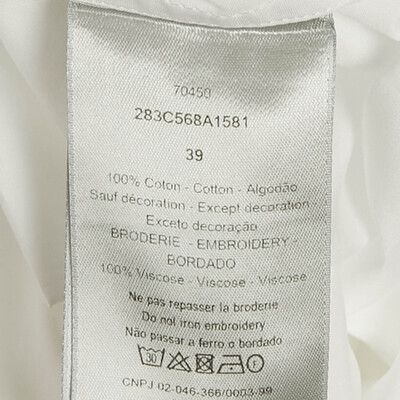 70450
283C568A1581
39
100% Coton - Cotton - Algodão
Sauf décoration - Except decoration -
Exceto decoração
BRODERIE - EMBROIDERY -
BORDADO
100% Viscose - Viscose - Viscose
Ne pas repasser la broderie
Do not iron embroidery
Não passar a ferro o bordado
30
CNPJ 02-046-366/0003-99